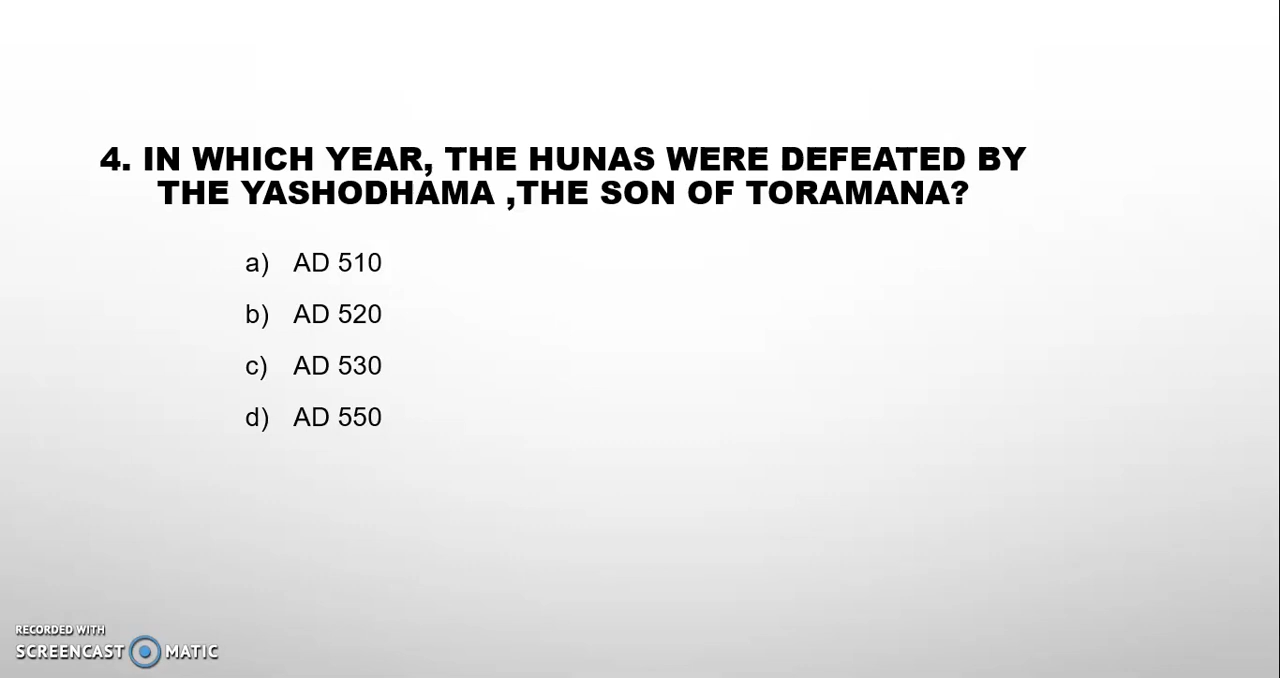 4. IN WHICH YEAR, THE HUNAS WERE DEFEATED BY
THE YASHODHAMA ,THE SON OF TORAMANA?
a) AD 510
b) AD 520
c) AD 530
d) AD 550
RECORDED WITH
SCREENCAST MATIC